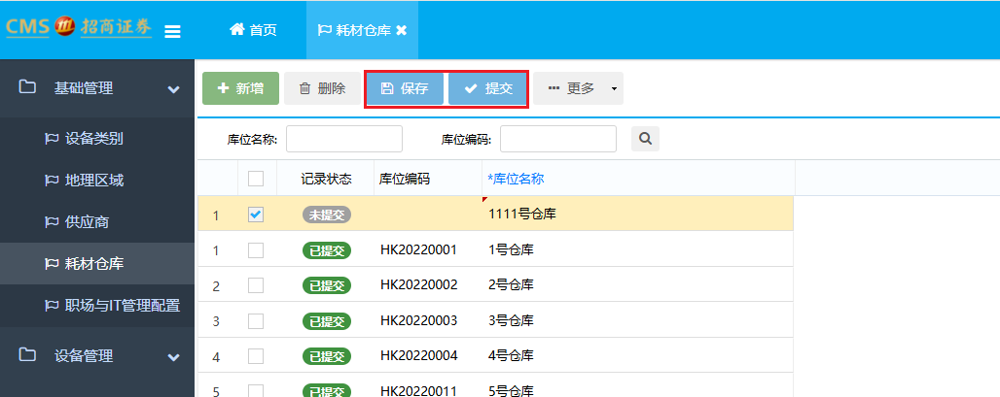 CMS 招商证券
首页
耗材仓库
基础管理
设备类别
地理区域
供应商
耗材仓库
职场与IT管理配置
设备管理
新增 删除 保存 提交 更多
库位名称: 库位编码:
记录状态 库位编码 *库位名称
1 未提交 1111号仓库
1 已提交 HK20220001 1号仓库
2 已提交 HK20220002 2号仓库
3 已提交 HK20220003 3号仓库
4 已提交 HK20220004 4号仓库
5 已提交 HK20220011 5号仓库